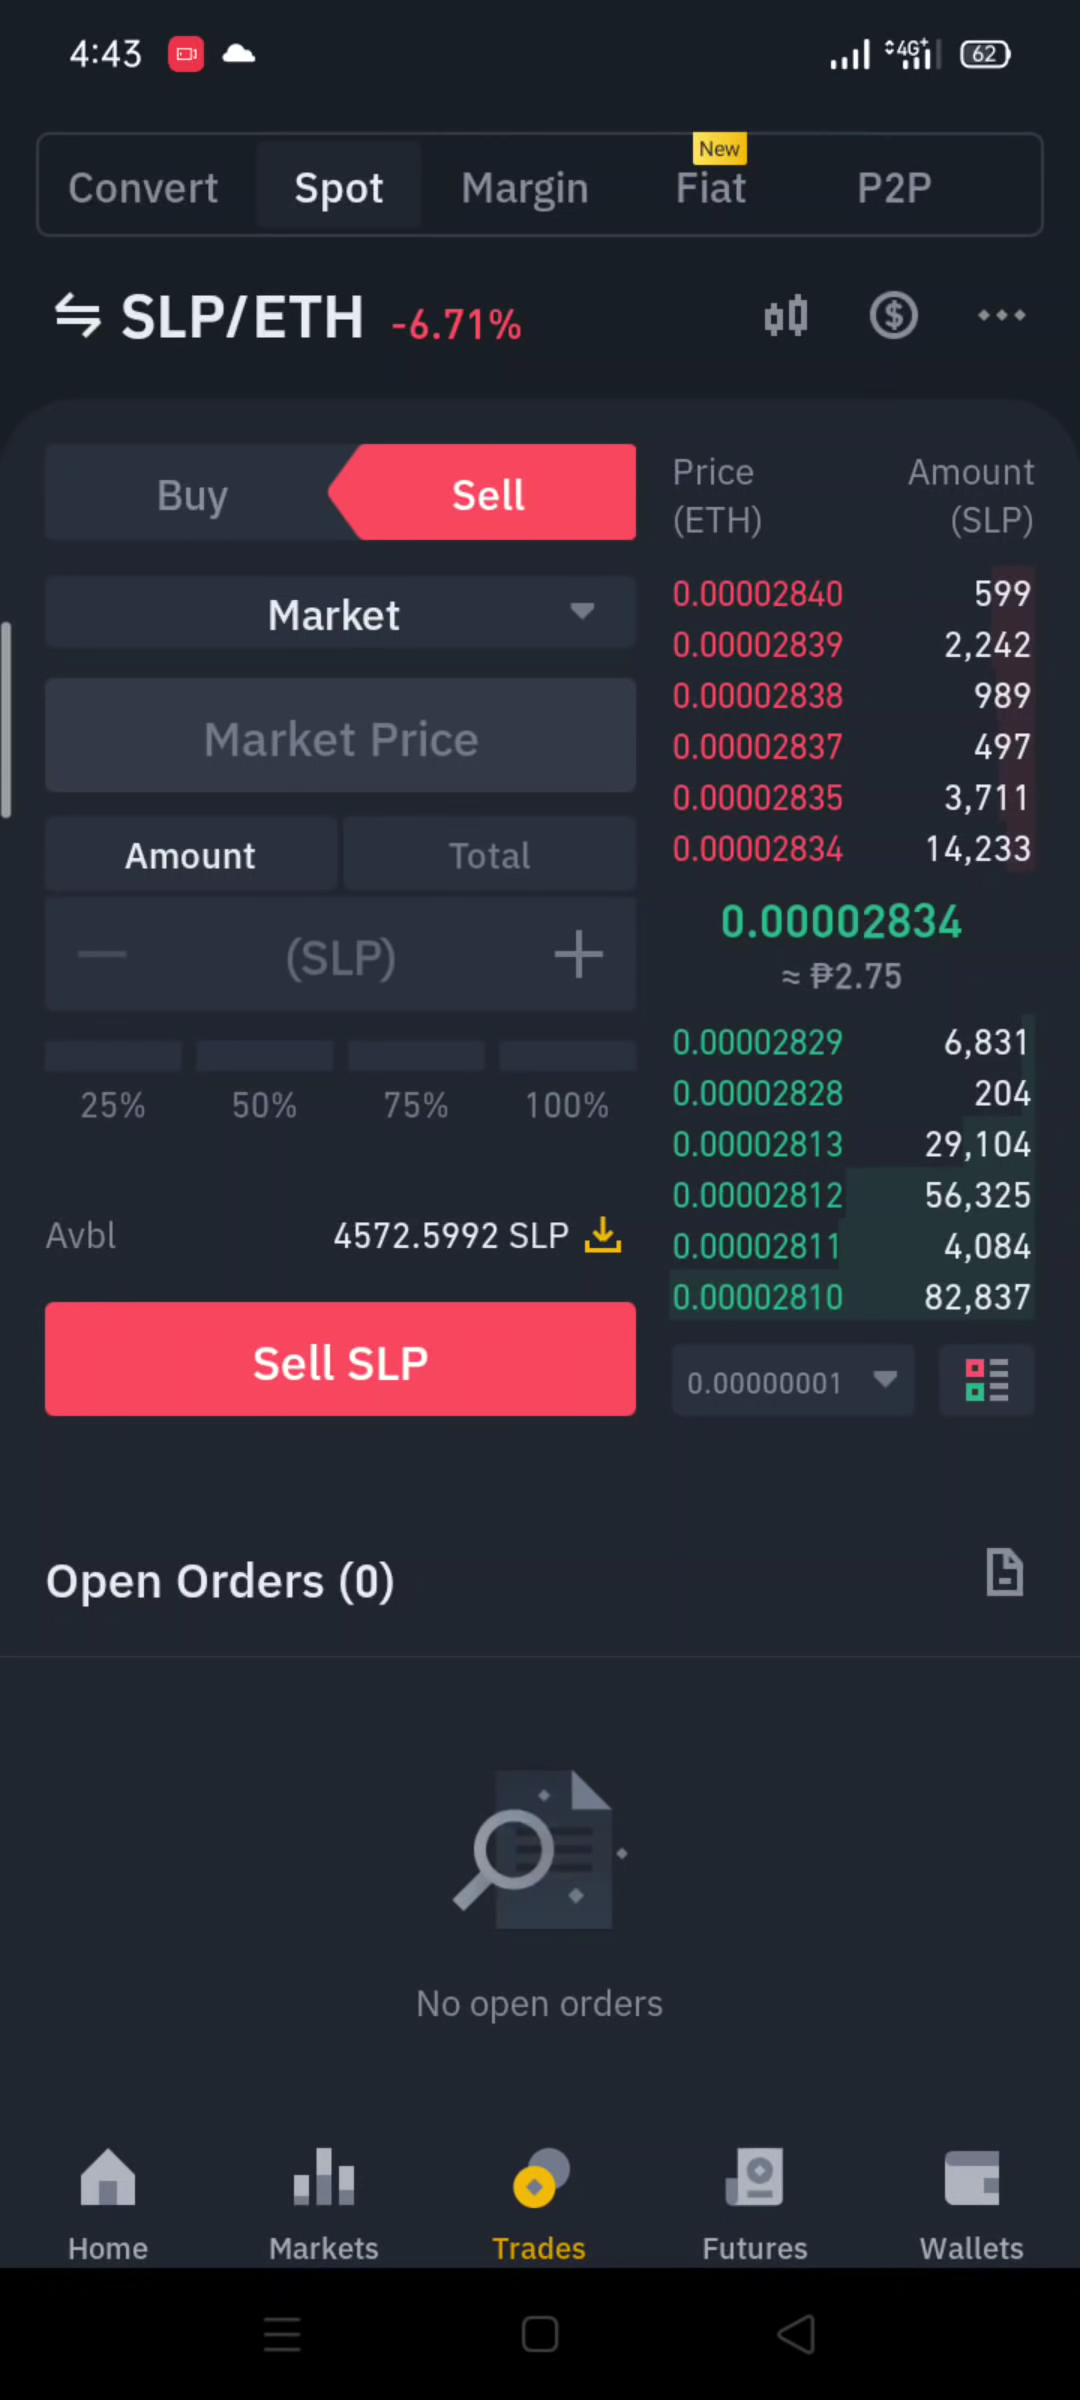 4:43
4G+
62
Convert
Spot
Margin
New
Fiat
P2P
SLP/ETH -6.71%
Buy
Sell
Market
Market Price
Amount
Total
(SLP)
25%
50%
75%
100%
Avbl
4572.5992 SLP
Sell SLP
Price
(ETH)
Amount
(SLP)
0.00002840 599
0.00002839 2,242
0.00002838 989
0.00002837 497
0.00002835 3,711
0.00002834 14,233
0.00002834
≈ ₱2.75
0.00002829 6,831
0.00002828 204
0.00002813 29,104
0.00002812 56,325
0.00002811 4,084
0.00002810 82,837
0.00000001
Open Orders (0)
No open orders
Home
Markets
Trades
Futures
Wallets